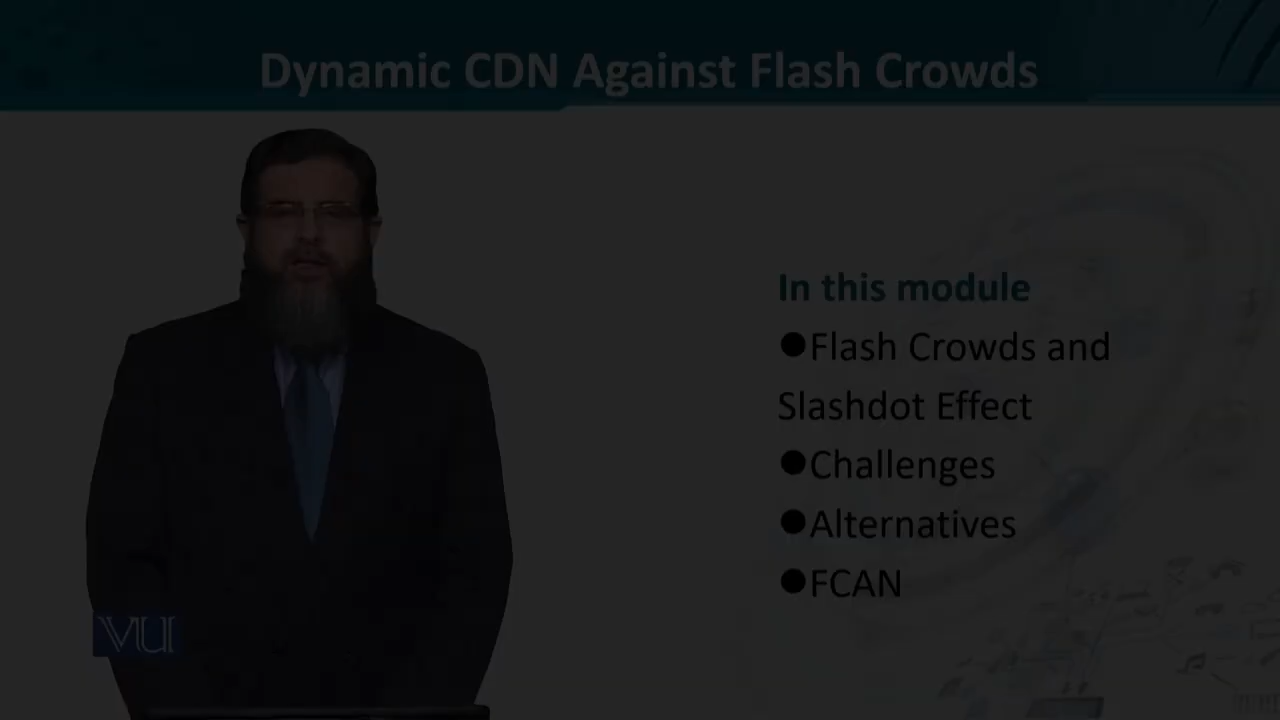 Dynamic CDN Against Flash Crowds
In this module
●Flash Crowds and
Slashdot Effect
●Challenges
●Alternatives
●FCAN
VU